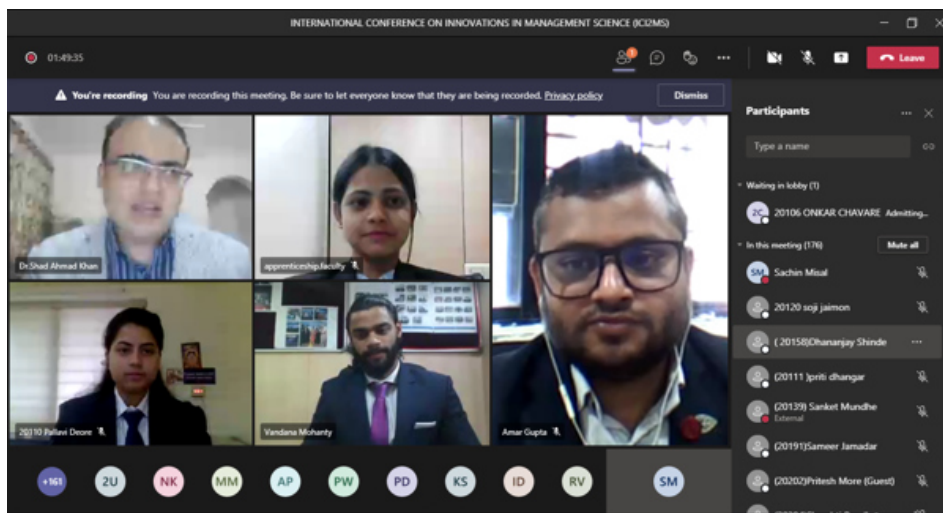 INTERNATIONAL CONFERENCE ON INNOVATIONS IN MANAGEMENT SCIENCE (ICI2MS)
01:49:35
1
Leave
You're recording You are recording this meeting. Be sure to let everyone know that they are being recorded. Privacy policy
Dismiss
Dr.Shad Ahmad Khan
apprenticeship.faculty
20110 Pallavi Deore
Vandana Mohanty
Amar Gupta
+161
2U
NK
MM
AP
PW
PD
KS
ID
RV
SM
Participants
Type a name
Waiting in lobby (1)
2C 20106 ONKAR CHAVARE Admitting...
In this meeting (176) Mute all
SM Sachin Misal
20120 soji jaimon
( 20158)Dhananjay Shinde
(20111 )priti dhangar
(20139) Sanket Mundhe
External
(20191)Sameer Jamadar
(20202)Pritesh More (Guest)